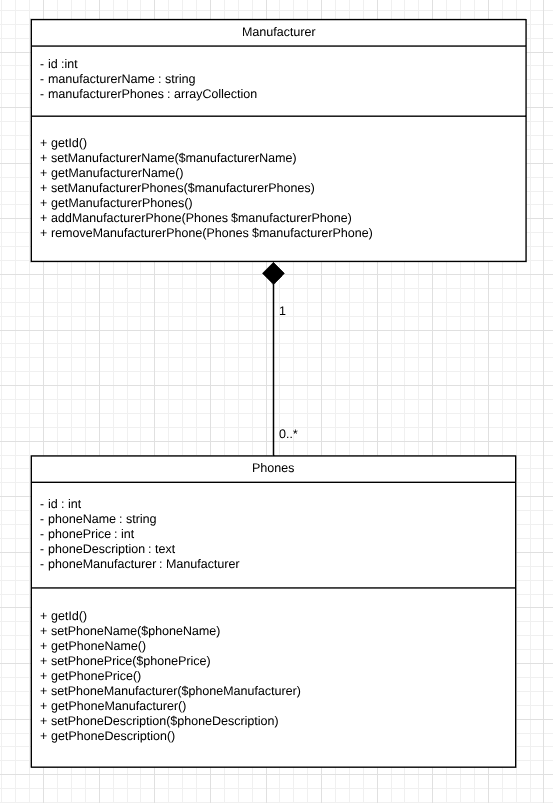 Manufacturer
- id :int
- manufacturerName : string
- manufacturerPhones : arrayCollection
+ getId()
+ setManufacturerName($manufacturerName)
+ getManufacturerName()
+ setManufacturerPhones($manufacturerPhones)
+ getManufacturerPhones()
+ addManufacturerPhone(Phones $manufacturerPhone)
+ removeManufacturerPhone(Phones $manufacturerPhone)
1
0..*
Phones
- id : int
- phoneName : string
- phonePrice : int
- phoneDescription : text
- phoneManufacturer : Manufacturer
+ getId()
+ setPhoneName($phoneName)
+ getPhoneName()
+ setPhonePrice($phonePrice)
+ getPhonePrice()
+ setPhoneManufacturer($phoneManufacturer)
+ getPhoneManufacturer()
+ setPhoneDescription($phoneDescription)
+ getPhoneDescription()